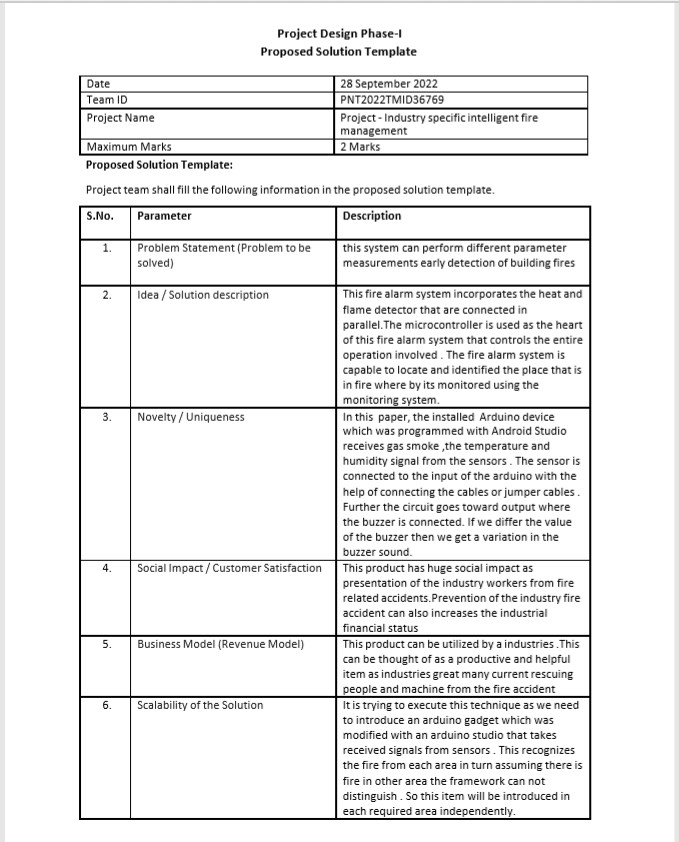 Project Design Phase-I
Proposed Solution Template
Date 28 September 2022
Team ID PNT2022TMID36769
Project Name Project - Industry specific intelligent fire
management
Maximum Marks 2 Marks
Proposed Solution Template:
Project team shall fill the following information in the proposed solution template.
S.No. Parameter Description
1. Problem Statement (Problem to be this system can perform different parameter
solved) measurements early detection of building fires
2. Idea / Solution description This fire alarm system incorporates the heat and
flame detector that are connected in
parallel.The microcontroller is used as the heart
of this fire alarm system that controls the entire
operation involved . The fire alarm system is
capable to locate and identified the place that is
in fire where by its monitored using the
monitoring system.
3. Novelty / Uniqueness In this paper, the installed Arduino device
which was programmed with Android Studio
receives gas smoke ,the temperature and
humidity signal from the sensors . The sensor is
connected to the input of the arduino with the
help of connecting the cables or jumper cables .
Further the circuit goes toward output where
the buzzer is connected. If we differ the value
of the buzzer then we get a variation in the
buzzer sound.
4. Social Impact / Customer Satisfaction This product has huge social impact as
presentation of the industry workers from fire
related accidents.Prevention of the industry fire
accident can also increases the industrial
financial status
5. Business Model (Revenue Model) This product can be utilized by a industries .This
can be thought of as a productive and helpful
item as industries great many current rescuing
people and machine from the fire accident
6. Scalability of the Solution It is trying to execute this technique as we need
to introduce an arduino gadget which was
modified with an arduino studio that takes
received signals from sensors . This recognizes
the fire from each area in turn assuming there is
fire in other area the framework can not
distinguish . So this item will be introduced in
each required area independently.